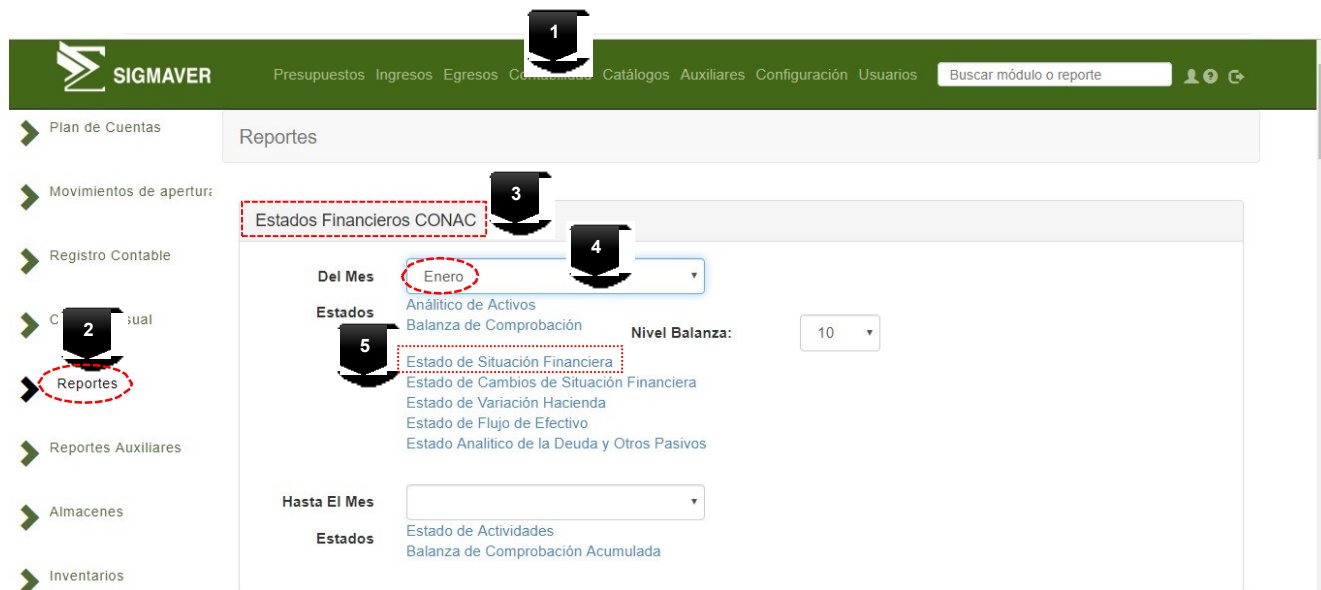 1
SIGMAVER
Presupuestos Ingresos Egresos Contabilidad Catálogos Auxiliares Configuración Usuarios Buscar módulo o reporte
Plan de Cuentas
Reportes
Movimientos de apertura
3
Estados Financieros CONAC
4
Registro Contable
Del Mes Enero
Estados Análitico de Activos
Balanza de Comprobación Nivel Balanza: 10
2
5
Estado de Situación Financiera
Estado de Cambios de Situación Financiera
Reportes
Estado de Variación Hacienda
Estado de Flujo de Efectivo
Estado Analitico de la Deuda y Otros Pasivos
Reportes Auxiliares
Hasta El Mes
Almacenes
Estados Estado de Actividades
Balanza de Comprobación Acumulada
Inventarios